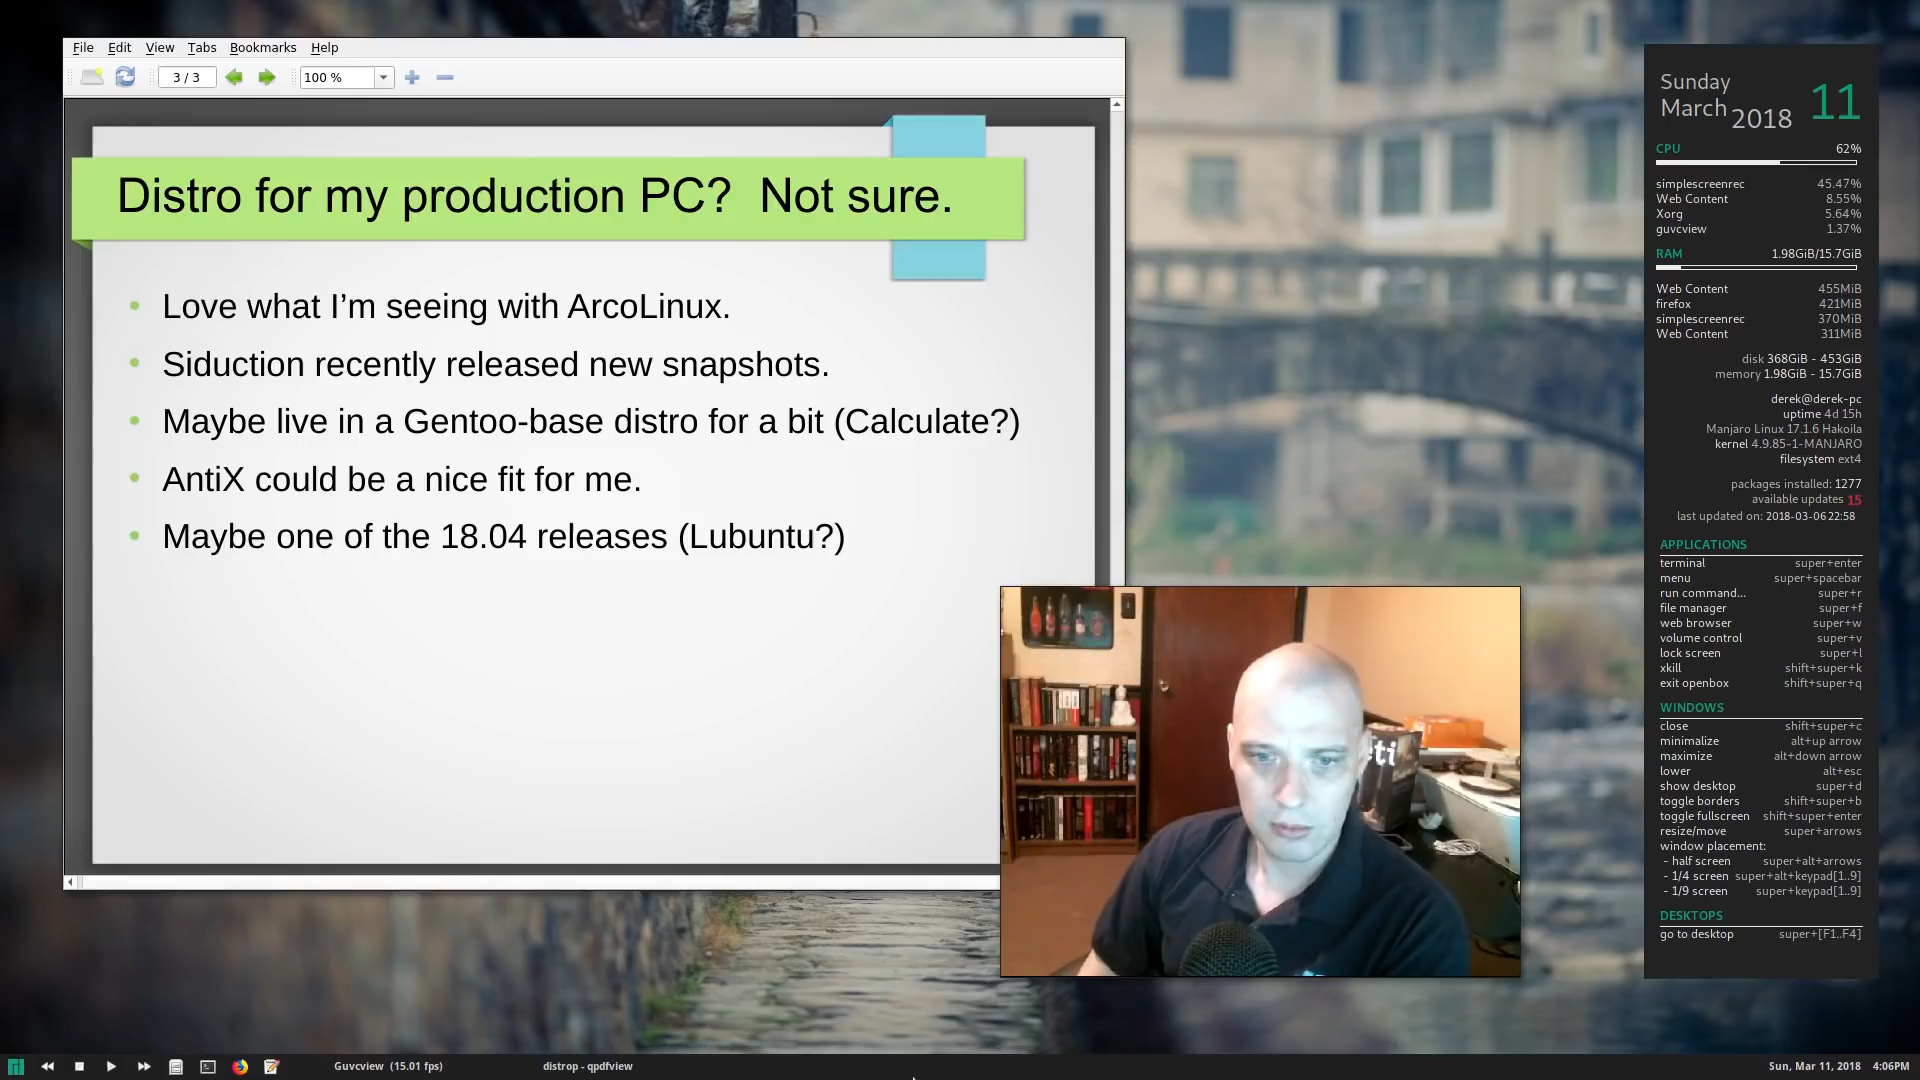 File Edit View Tabs Bookmarks Help
3 / 3 100 %
Distro for my production PC? Not sure.
Love what I’m seeing with ArcoLinux.
Siduction recently released new snapshots.
Maybe live in a Gentoo-base distro for a bit (Calculate?)
AntiX could be a nice fit for me.
Maybe one of the 18.04 releases (Lubuntu?)
eti
Sunday
March 2018 11
CPU 62%
simplescreenrec 45.47%
Web Content 8.55%
Xorg 5.64%
guvcview 1.37%
RAM 1.98GiB/15.7GiB
Web Content 455MiB
firefox 421MiB
simplescreenrec 370MiB
Web Content 311MiB
disk 368GiB - 453GiB
memory 1.98GiB - 15.7GiB
derek@derek-pc
uptime 4d 15h
Manjaro Linux 17.1.6 Hakoila
kernel 4.9.85-1-MANJARO
filesystem ext4
packages installed: 1277
available updates 15
last updated on: 2018-03-06 22:58
APPLICATIONS
terminal super+enter
menu super+spacebar
run command... super+r
file manager super+f
web browser super+w
volume control super+v
lock screen super+l
xkill shift+super+k
exit openbox shift+super+q
WINDOWS
close shift+super+c
minimalize alt+up arrow
maximize alt+down arrow
lower alt+esc
show desktop super+d
toggle borders shift+super+b
toggle fullscreen shift+super+enter
resize/move super+arrows
window placement:
- half screen super+alt+arrows
- 1/4 screen super+alt+keypad[1..9]
- 1/9 screen super+keypad[1..9]
DESKTOPS
go to desktop super+[F1..F4]
Guvcview (15.01 fps) distrop - qpdfview Sun, Mar 11, 2018 4:06PM